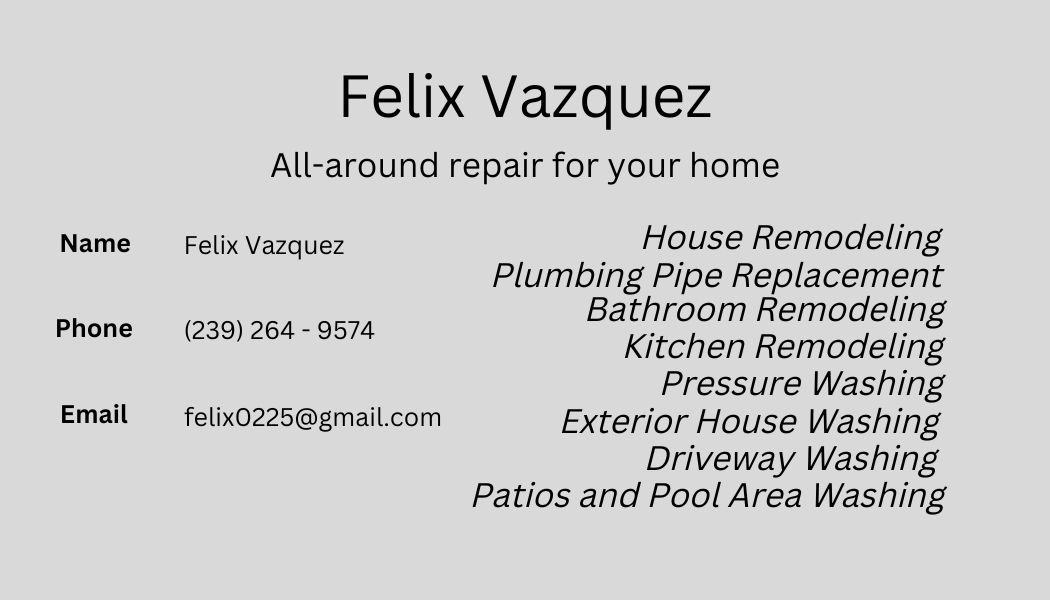 Felix Vazquez
All-around repair for your home
Name
Felix Vazquez
Phone
(239) 264 - 9574
Email
felix0225@gmail.com
House Remodeling
Plumbing Pipe Replacement
Bathroom Remodeling
Kitchen Remodeling
Pressure Washing
Exterior House Washing
Driveway Washing
Patios and Pool Area Washing